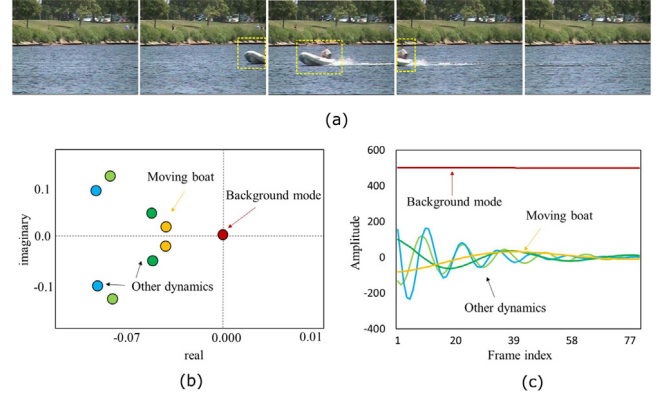 (a)
0.1
0.0
-0.1
imaginary
Moving boat
Background mode
Other dynamics
-0.07
0.000
0.01
real
(b)
600
400
200
0
-200
-400
Amplitude
Background mode
Moving boat
Other dynamics
1
20
39
58
77
Frame index
(c)